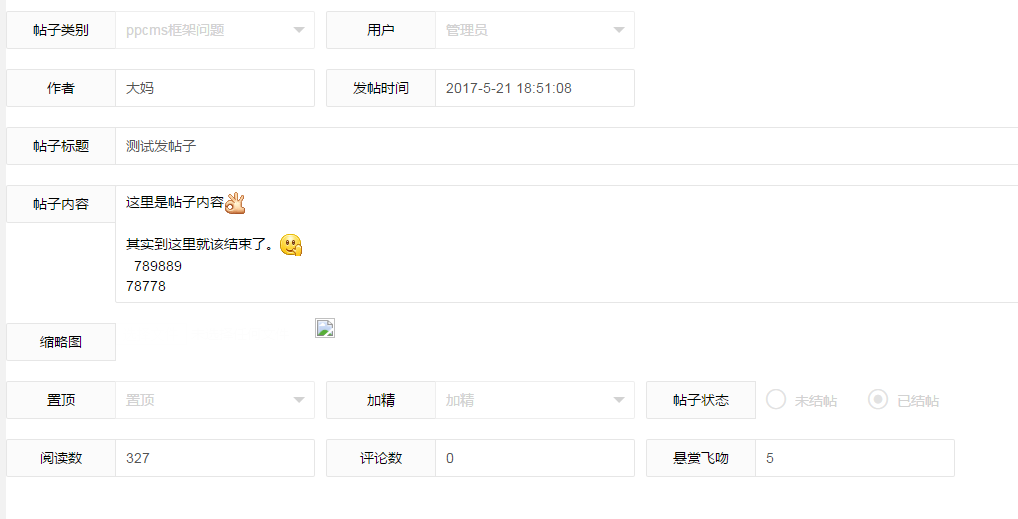 帖子类别 ppcms框架问题 用户 管理员
作者 大妈 发帖时间 2017-5-21 18:51:08
帖子标题 测试发帖子
帖子内容 这里是帖子内容
其实到这里就该结束了。
789889
78778
缩略图
置顶 置顶 加精 加精 帖子状态 未结帖 已结帖
阅读数 327 评论数 0 悬赏飞吻 5